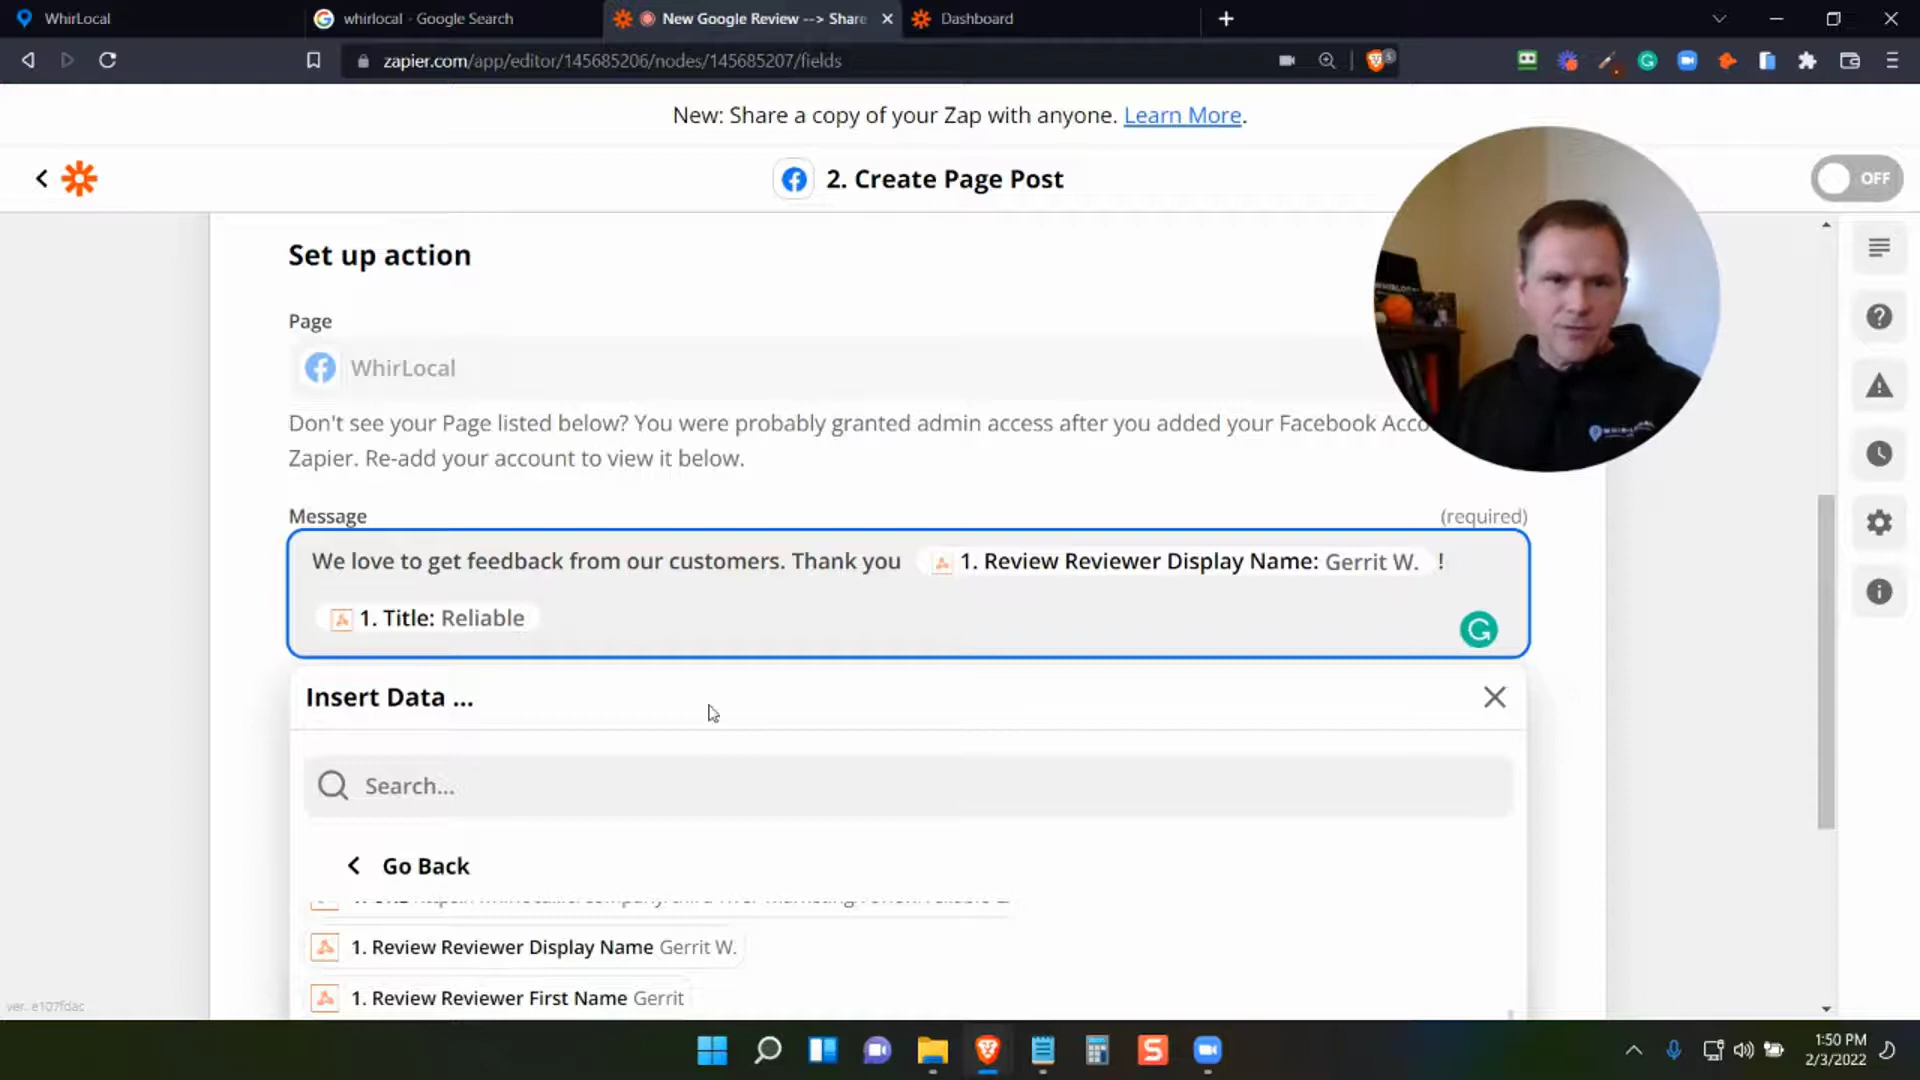 WhirLocal
whirlocal - Google Search
New Google Review --> Share
Dashboard
zapier.com/app/editor/145685206/nodes/145685207/fields
New: Share a copy of your Zap with anyone. Learn More.
2. Create Page Post
OFF
Set up action
Page
WhirLocal
Don't see your Page listed below? You were probably granted admin access after you added your Facebook Acco
Zapier. Re-add your account to view it below.
Message
(required)
We love to get feedback from our customers. Thank you 1. Review Reviewer Display Name: Gerrit W. !
1. Title: Reliable
Insert Data ...
Search...
Go Back
1. Review Reviewer Display Name Gerrit W.
1. Review Reviewer First Name Gerrit
ver. e107fdac
1:50 PM
2/3/2022